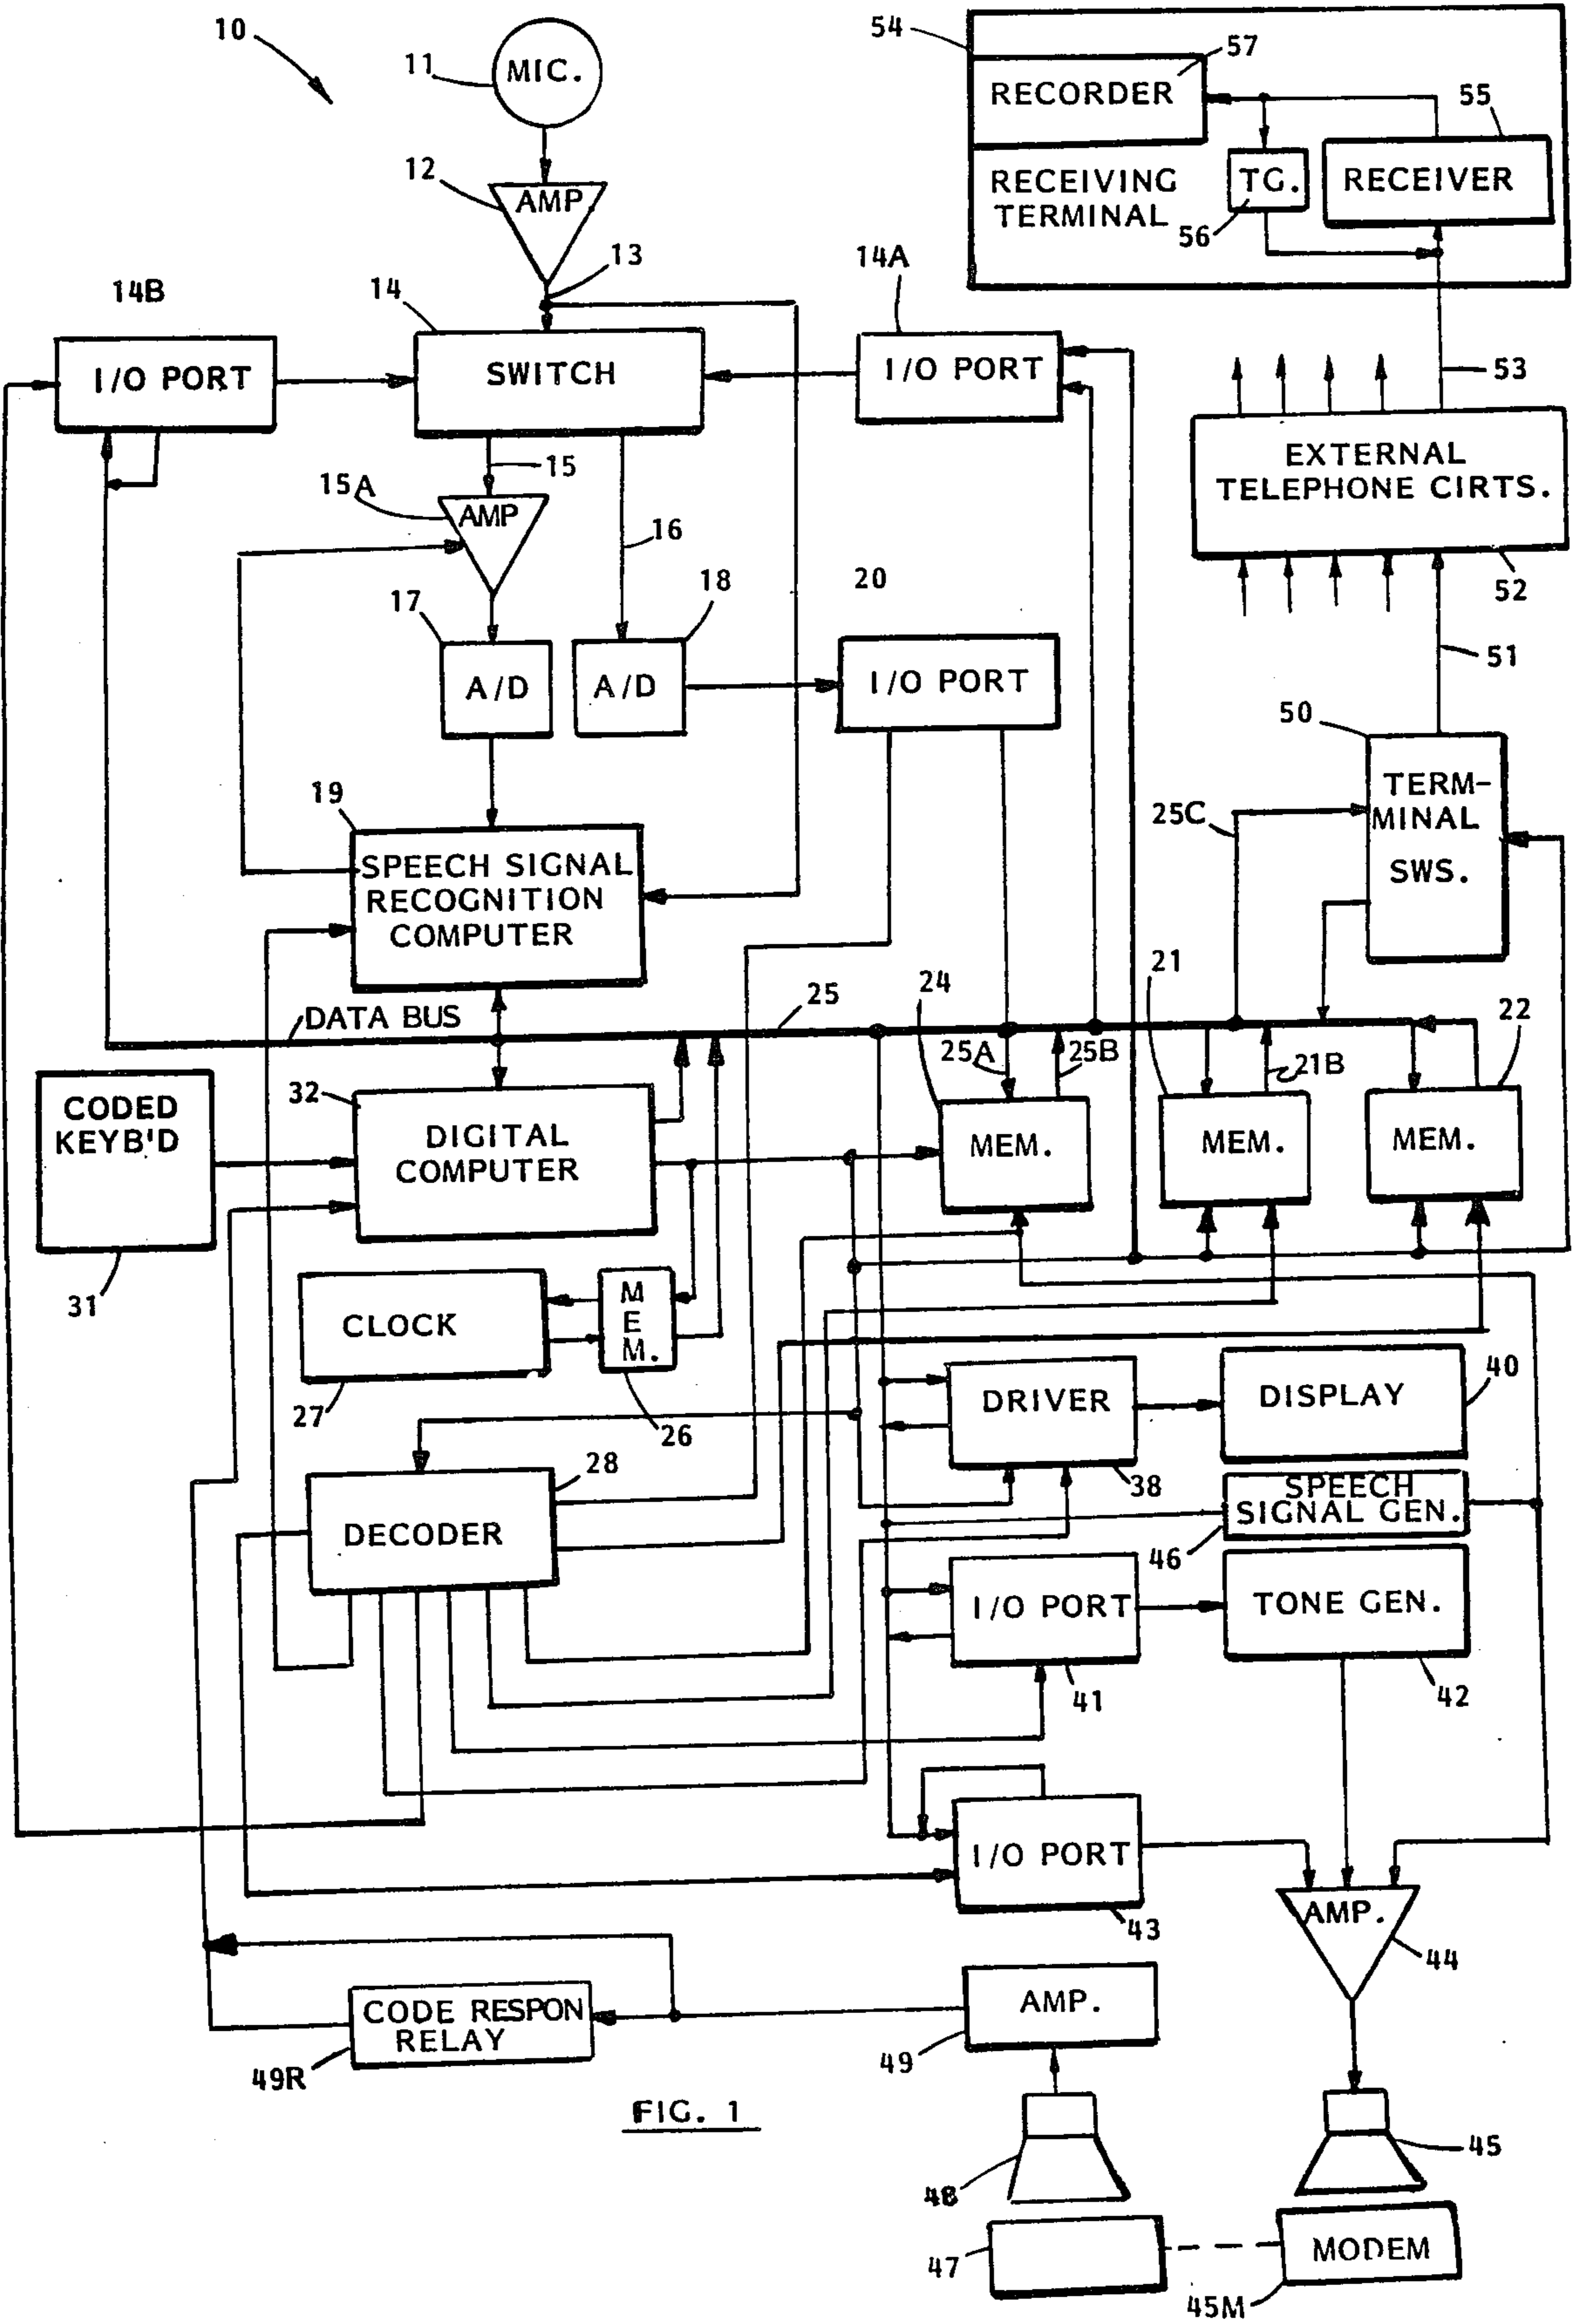 10
11
MIC.
54
57
RECORDER
55
RECEIVING
TERMINAL
TG.
56
RECEIVER
12
AMP
13
14A
14B
14
I/O PORT
SWITCH
I/O PORT
53
EXTERNAL
TELEPHONE CIRTS.
52
15
15A
AMP
16
20
17
18
A/D
A/D
I/O PORT
51
50
TERM-
MINAL
SWS.
25C
19
SPEECH SIGNAL
RECOGNITION
COMPUTER
DATA BUS
25
24
21
22
25A
25B
21B
CODED
KEYB'D
31
32
DIGITAL
COMPUTER
MEM.
MEM.
MEM.
CLOCK
27
M
E
M.
26
DRIVER
38
DISPLAY
40
28
DECODER
SPEECH
SIGNAL GEN.
46
I/O PORT
41
TONE GEN.
42
I/O PORT
43
AMP.
44
CODE RESPON
RELAY
49R
AMP.
49
FIG. 1
48
45
47
MODEM
45M